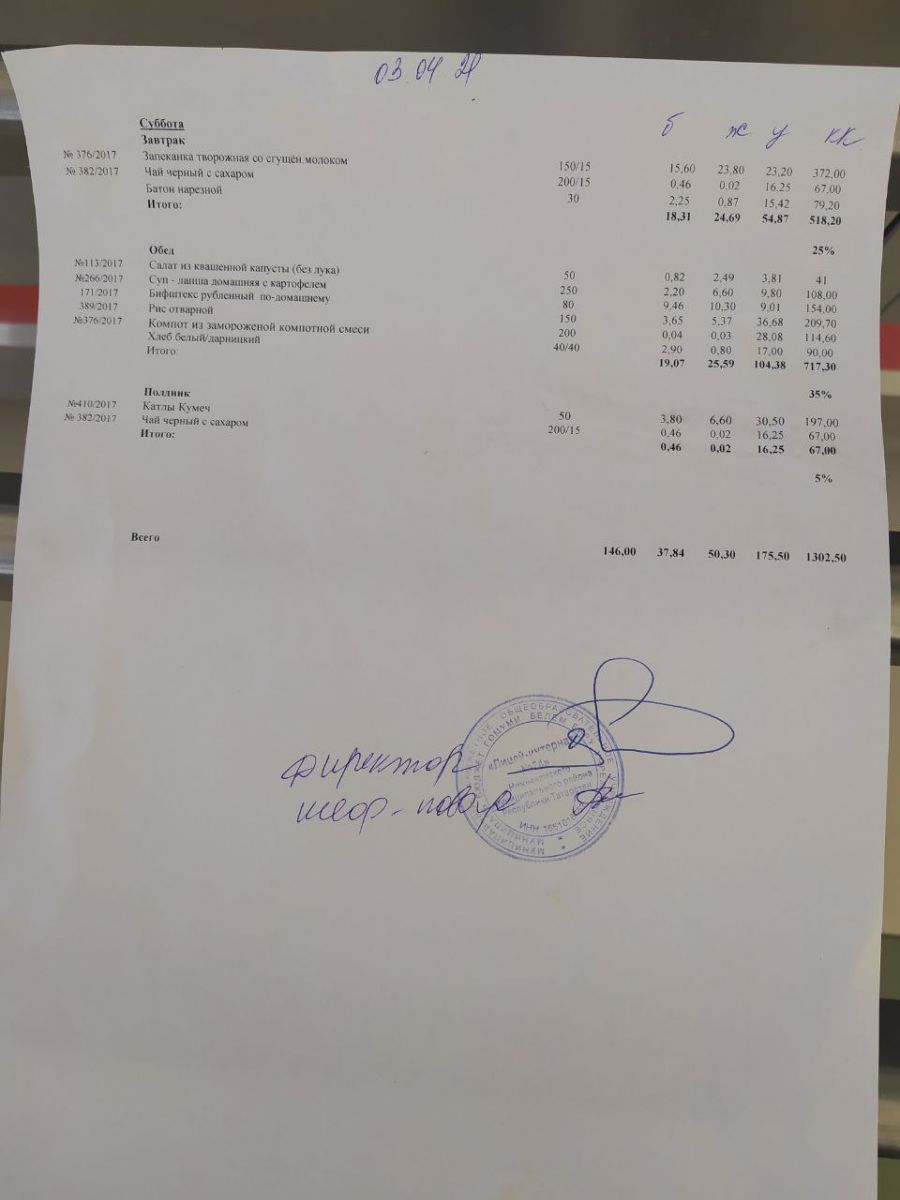 03.04.21
б ж у кк
Суббота
Завтрак
№ 376/2017 Запеканка творожная со сгущён.молоком 150/15 15,60 23,80 23,20 372,00
№ 382/2017 Чай черный с сахаром 200/15 0,46 0,02 16,25 67,00
Батон нарезной 30 2,25 0,87 15,42 79,20
Итого: 18,31 24,69 54,87 518,20
25%
Обед
№113/2017 Салат из квашенной капусты (без лука) 50 0,82 2,49 3,81 41
№266/2017 Суп - лапша домашняя с картофелем 250 2,20 6,60 9,80 108,00
171/2017 Бифштекс рубленный по-домашнему 80 9,46 10,30 9,01 154,00
389/2017 Рис отварной 150 3,65 5,37 36,68 209,70
№376/2017 Компот из замороженой компотной смеси 200 0,04 0,03 28,08 114,60
Хлеб белый/дарницкий 40/40 2,90 0,80 17,00 90,00
Итого: 19,07 25,59 104,38 717,30
35%
Полдник
№410/2017 Катлы Кумеч 50 3,80 6,60 30,50 197,00
№ 382/2017 Чай черный с сахаром 200/15 0,46 0,02 16,25 67,00
Итого: 0,46 0,02 16,25 67,00
5%
Всего 146,00 37,84 50,30 175,50 1302,50
директор
шеф-повар
«Лицей-интернат
Нижнекамского
муниципального района
Республики Татарстан
ИНН